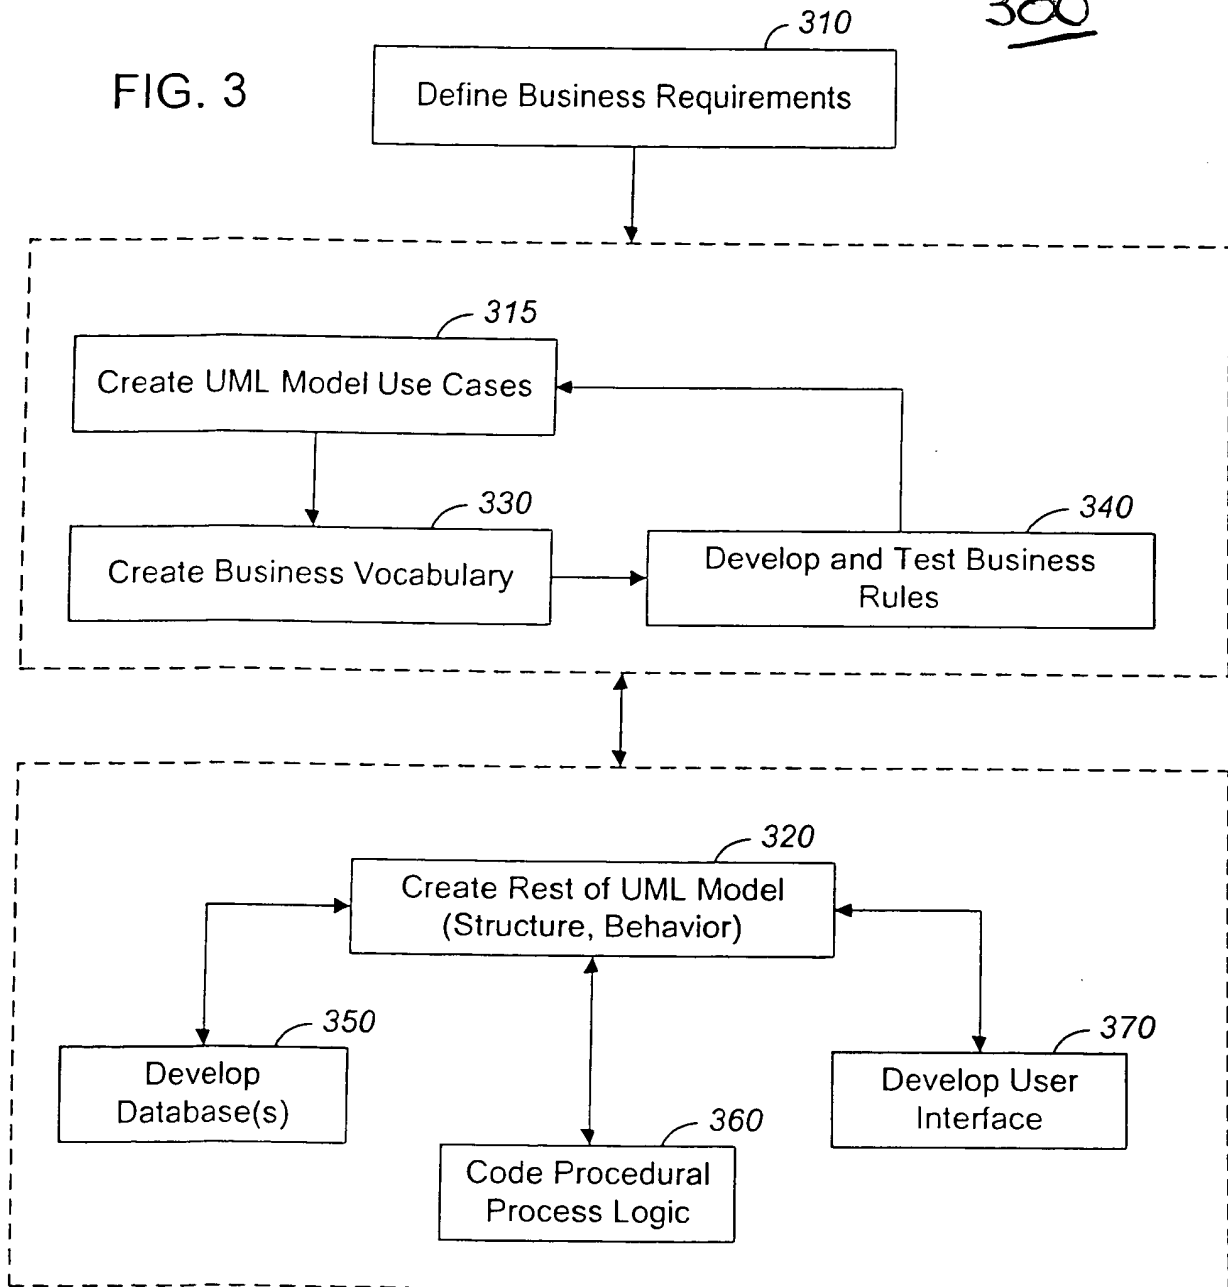 300
310
FIG. 3
Define Business Requirements
315
Create UML Model Use Cases
330
Create Business Vocabulary
340
Develop and Test Business
Rules
320
Create Rest of UML Model
(Structure, Behavior)
350
Develop
Database(s)
360
Code Procedural
Process Logic
370
Develop User
Interface